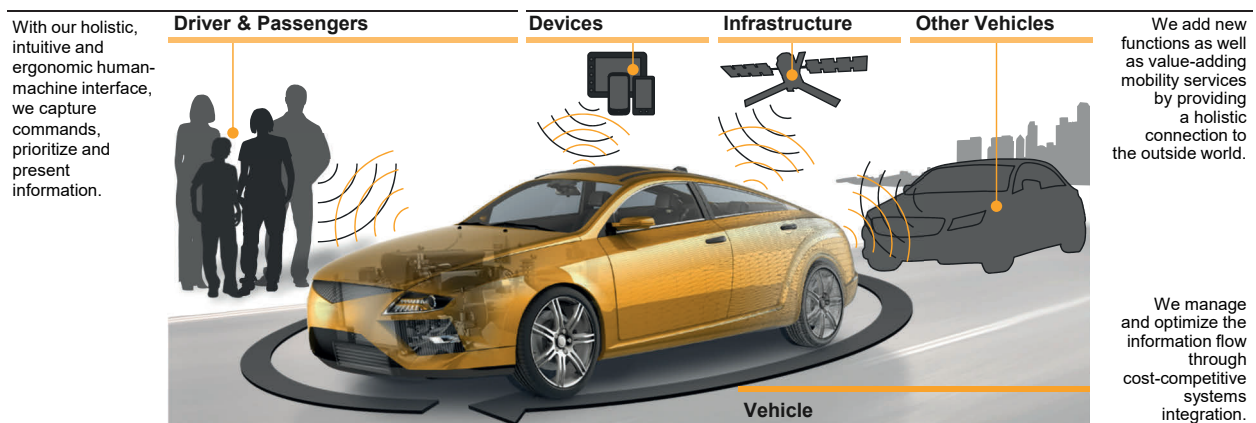 With our holistic,
intuitive and
ergonomic human-
machine interface,
we capture
commands,
prioritize and
present
information.
Driver & Passengers
Devices
Infrastructure
Other Vehicles
We add new
functions as well
as value-adding
mobility services
by providing
a holistic
connection to
the outside world.
We manage
and optimize the
information flow
through
cost-competitive
systems
integration.
Vehicle